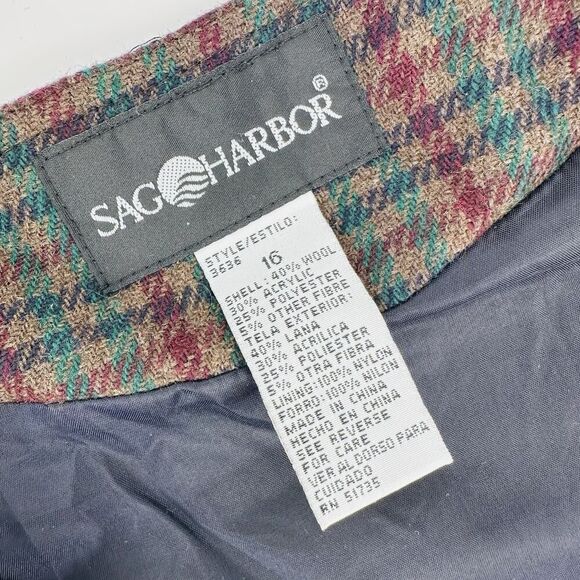 SAG HARBOR®
STYLE/ESTILO:
3636 16
SHELL: 40% WOOL
30% ACRYLIC
25% POLYESTER
5% OTHER FIBRE
TELA EXTERIOR:
40% LANA
30% ACRILICA
25% POLIESTER
5% OTRA FIBRA
LINING:100% NYLON
FORRO:100% NILON
MADE IN CHINA
HECHO EN CHINA
SEE REVERSE
FOR CARE
VER AL DORSO PARA
CUIDADO
RN 51735